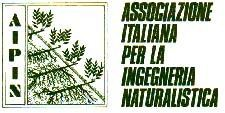 AIPIN
ASSOCIAZIONE
ITALIANA
PER LA
INGEGNERIA
NATURALISTICA